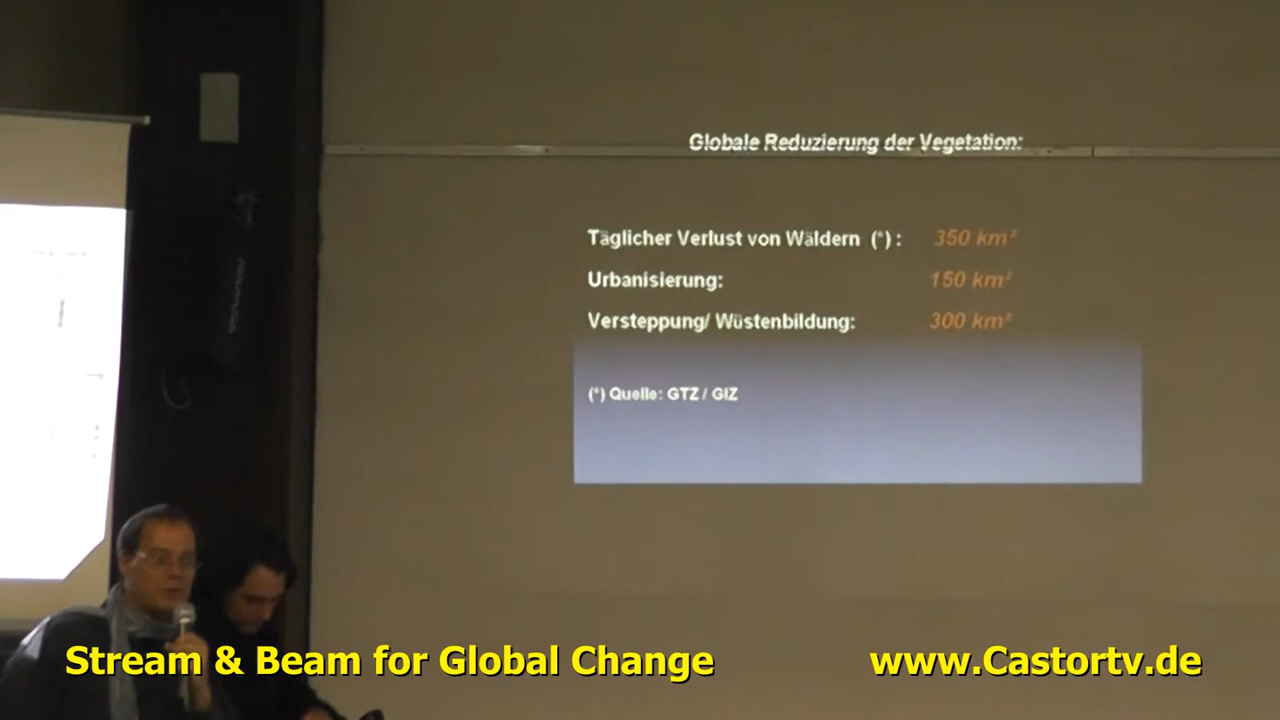 Globale Reduzierung der Vegetation:
Täglicher Verlust von Wäldern (*) : 350 km²
Urbanisierung: 150 km²
Versteppung/ Wüstenbildung: 300 km²
(*) Quelle: GTZ / GIZ
Stream & Beam for Global Change www.Castortv.de